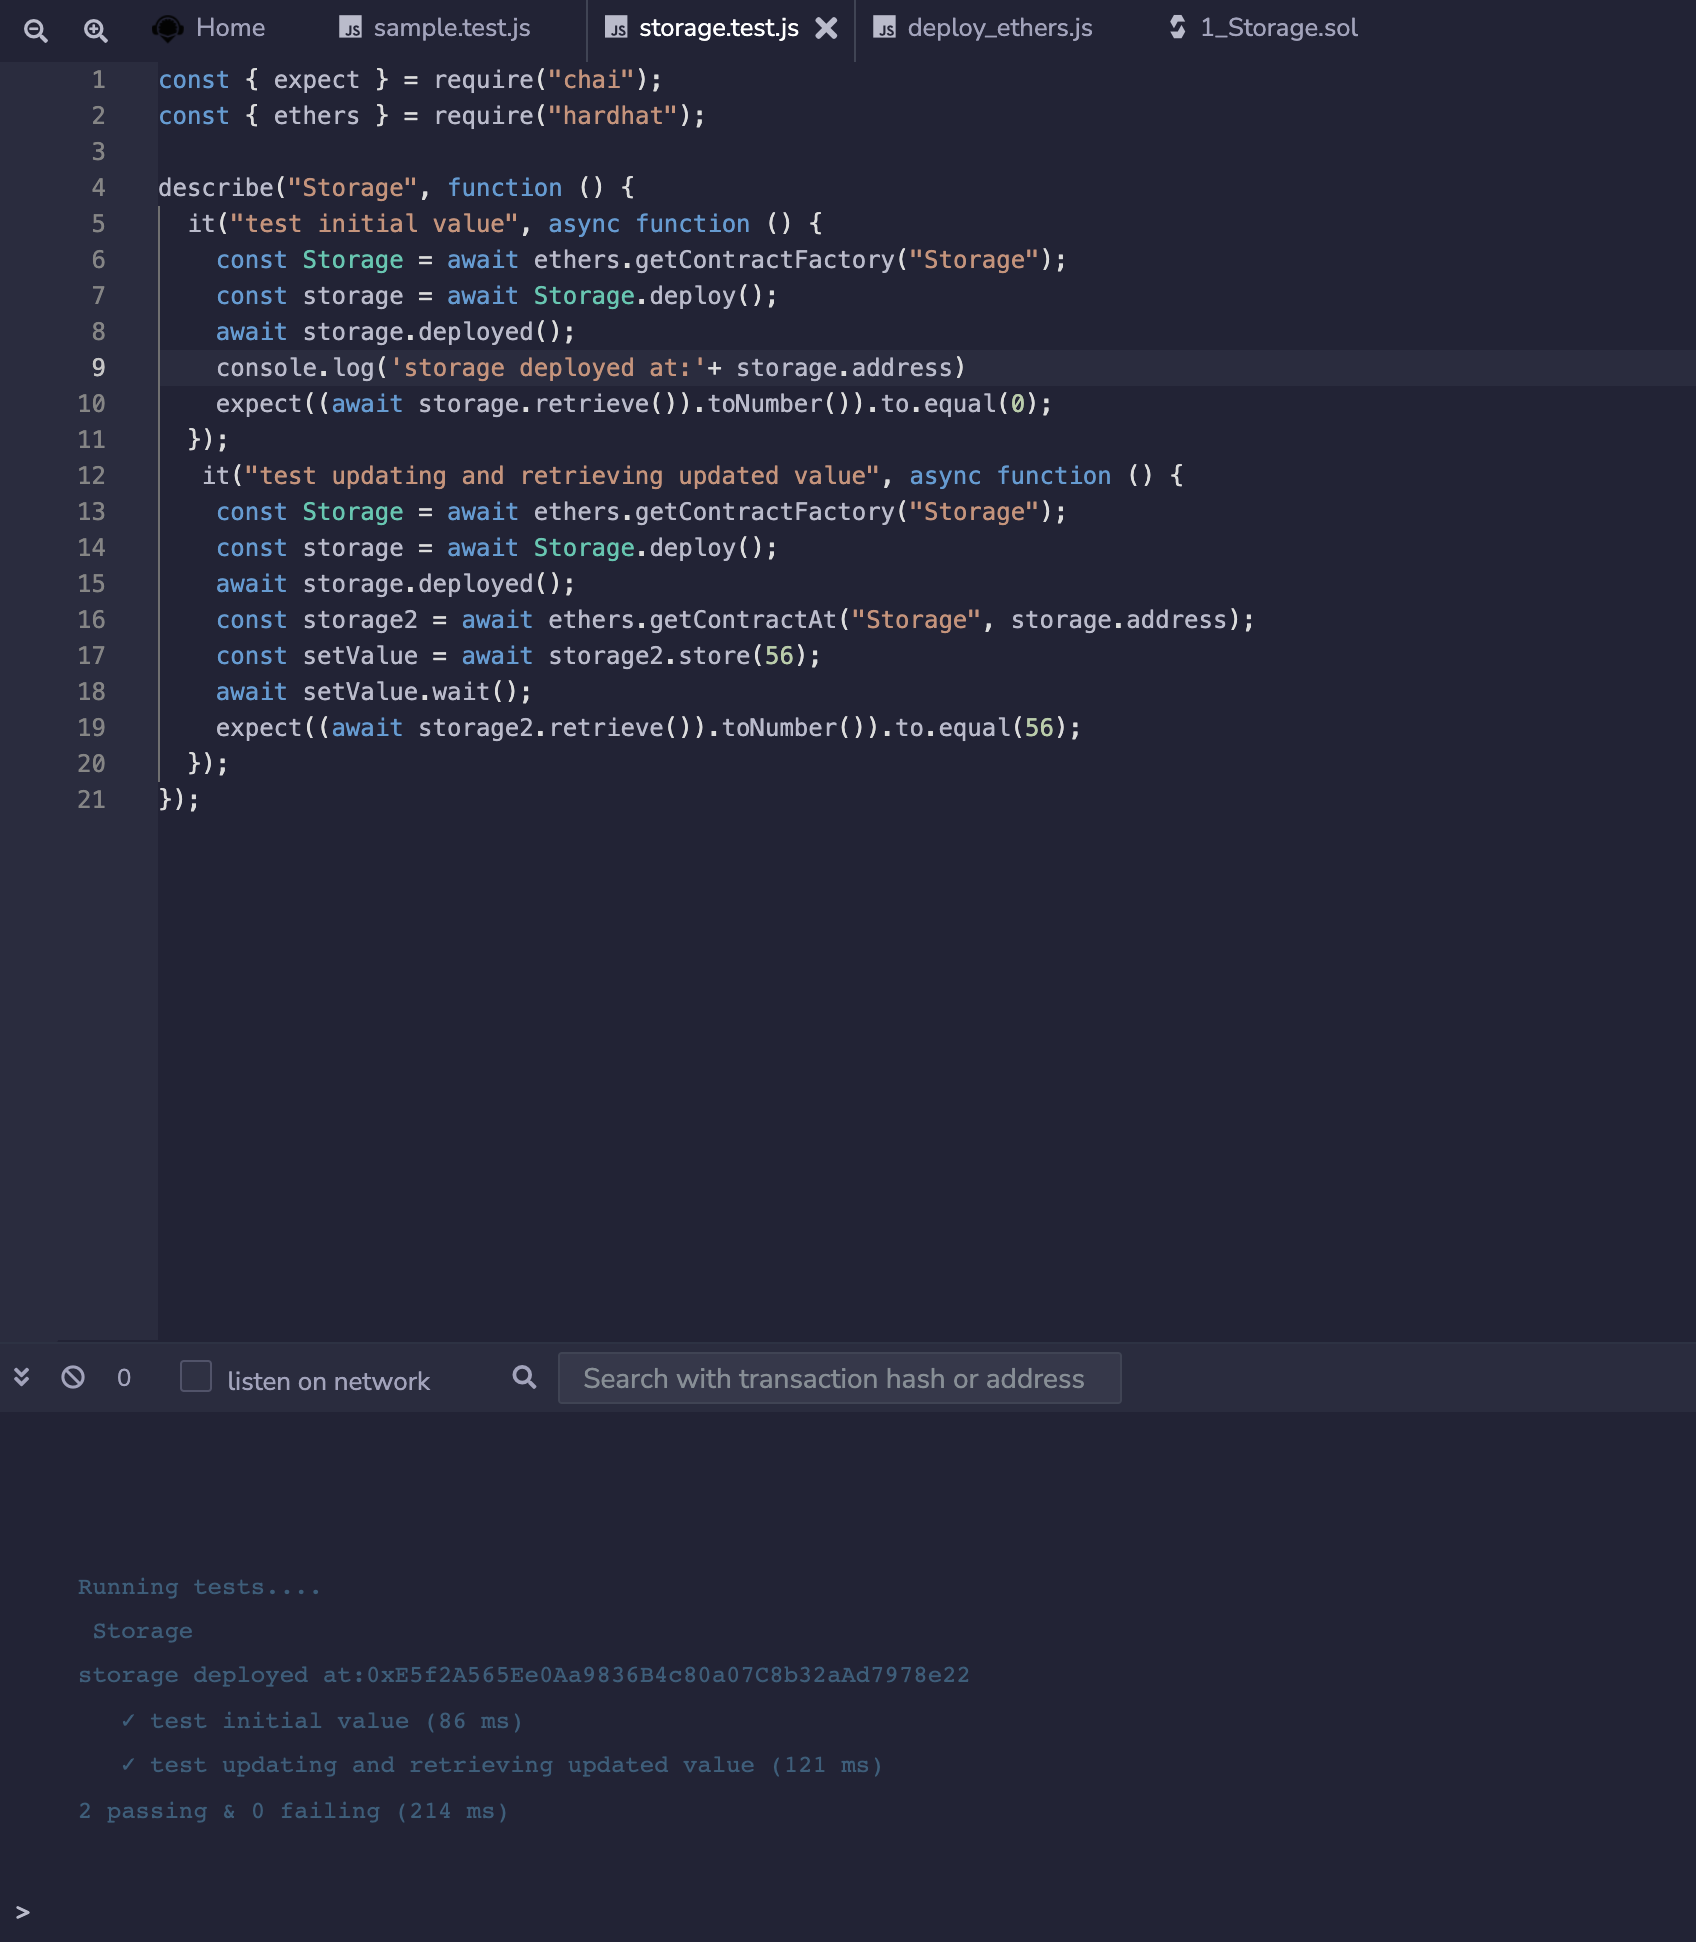 Home sample.test.js storage.test.js deploy_ethers.js 1_Storage.sol
1 const { expect } = require("chai");
2 const { ethers } = require("hardhat");
3
4 describe("Storage", function () {
5   it("test initial value", async function () {
6     const Storage = await ethers.getContractFactory("Storage");
7     const storage = await Storage.deploy();
8     await storage.deployed();
9     console.log('storage deployed at:'+ storage.address)
10     expect((await storage.retrieve()).toNumber()).to.equal(0);
11   });
12    it("test updating and retrieving updated value", async function () {
13     const Storage = await ethers.getContractFactory("Storage");
14     const storage = await Storage.deploy();
15     await storage.deployed();
16     const storage2 = await ethers.getContractAt("Storage", storage.address);
17     const setValue = await storage2.store(56);
18     await setValue.wait();
19     expect((await storage2.retrieve()).toNumber()).to.equal(56);
20   });
21 });
0 listen on network Search with transaction hash or address
Running tests....
Storage
storage deployed at:0xE5f2A565Ee0Aa9836B4c80a07C8b32aAd7978e22
✓ test initial value (86 ms)
✓ test updating and retrieving updated value (121 ms)
2 passing & 0 failing (214 ms)
>